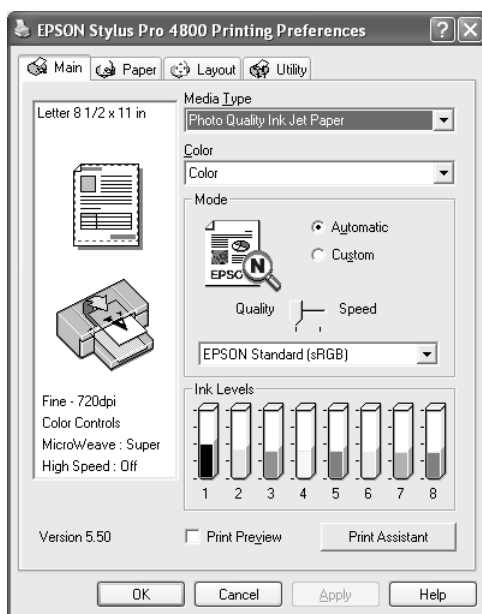 EPSON Stylus Pro 4800 Printing Preferences
Main Paper Layout Utility
Letter 8 1/2 x 11 in
Media Type
Photo Quality Ink Jet Paper
Color
Color
Mode
EPSO
N
Automatic
Custom
Quality Speed
EPSON Standard (sRGB)
Fine - 720dpi
Color Controls
MicroWeave : Super
High Speed : Off
Ink Levels
1 2 3 4 5 6 7 8
Version 5.50
Print Preview
Print Assistant
OK Cancel Apply Help